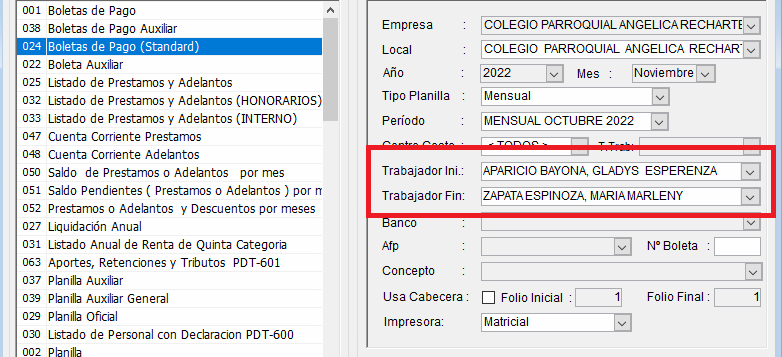 001 Boletas de Pago
006 Boletas de Pago Auxiliar
024 Boletas de Pago (Standard)
022 Boleta Auxiliar
025 Listado de Prestamos y Adelantos
032 Listado de Prestamos y Adelantos (HONORARIOS)
033 Listado de Prestamos y Adelantos (INTERNO)
047 Cuenta Corriente Prestamos
048 Cuenta Corriente Adelantos
050 Saldo de Prestamos o Adelantos por mes
051 Saldo Pendientes ( Prestamos o Adelantos ) por m
052 Prestamos o Adelantos y Descuentos por meses
027 Liquidación Anual
031 Listado Anual de Renta de Quinta Categoria
063 Aportes, Retenciones y Tributos PDT-601
037 Planilla Auxiliar
039 Planilla Auxiliar General
029 Planilla Oficial
030 Listado de Personal con Declaracion PDT-600
002 Planilla
Empresa : COLEGIO PARROQUIAL ANGELICA RECHARTE
Local : COLEGIO PARROQUIAL ANGELICA RECHART
Año : 2022 Mes : Noviembre
Tipo Planilla : Mensual
Período : MENSUAL OCTUBRE 2022
Centro Costo : < TODOS > T.Trab:
Trabajador Ini.: APARICIO BAYONA, GLADYS ESPERENZA
Trabajador Fin: ZAPATA ESPINOZA, MARIA MARLENY
Banco :
Afp : Nº Boleta :
Concepto :
Usa Cabecera : Folio Inicial : 1 Folio Final : 1
Impresora: Matricial